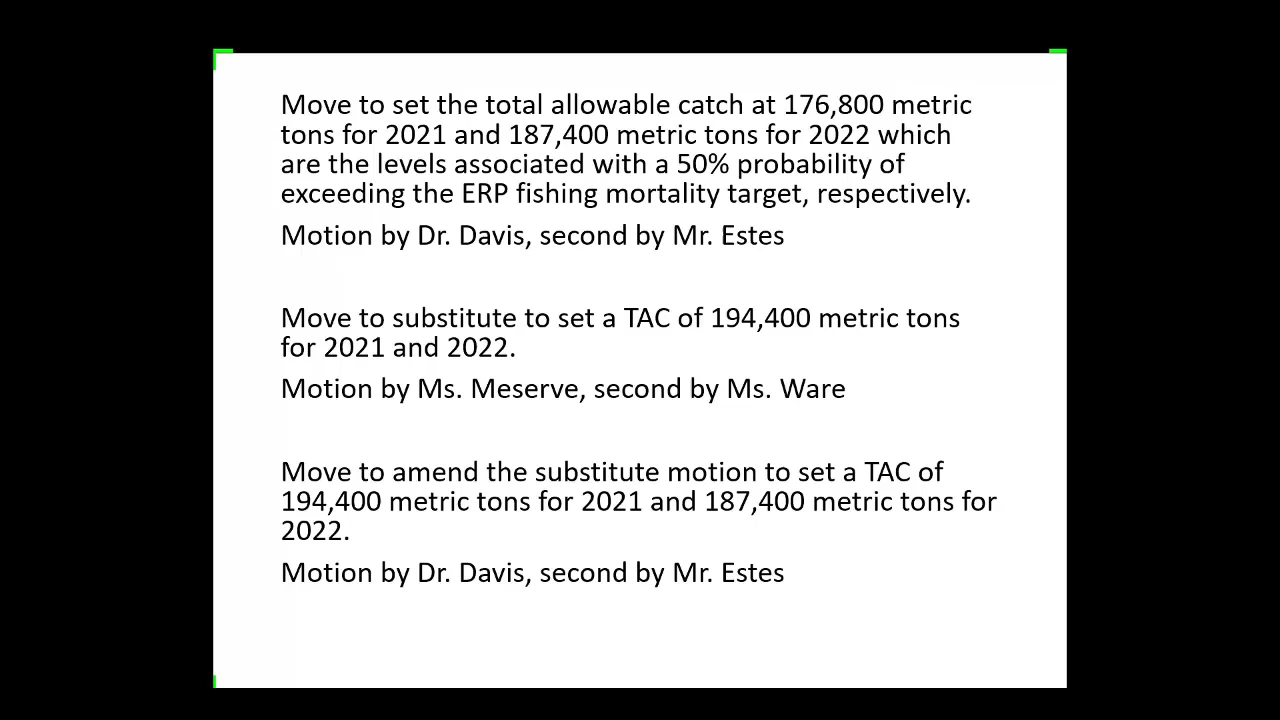 Move to set the total allowable catch at 176,800 metric
tons for 2021 and 187,400 metric tons for 2022 which
are the levels associated with a 50% probability of
exceeding the ERP fishing mortality target, respectively.
Motion by Dr. Davis, second by Mr. Estes
Move to substitute to set a TAC of 194,400 metric tons
for 2021 and 2022.
Motion by Ms. Meserve, second by Ms. Ware
Move to amend the substitute motion to set a TAC of
194,400 metric tons for 2021 and 187,400 metric tons for
2022.
Motion by Dr. Davis, second by Mr. Estes